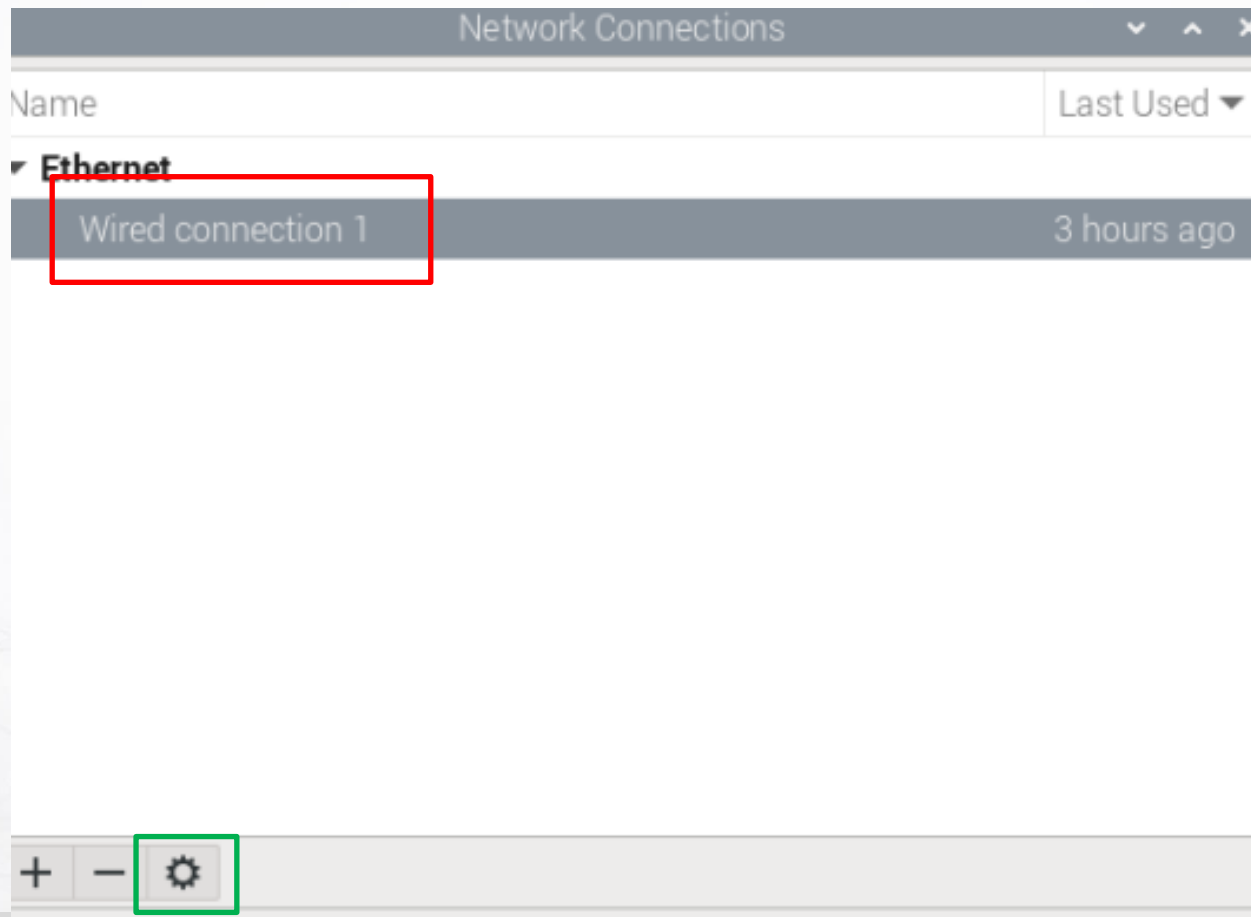 Network Connections
Name Last Used
Ethernet
Wired connection 1 3 hours ago